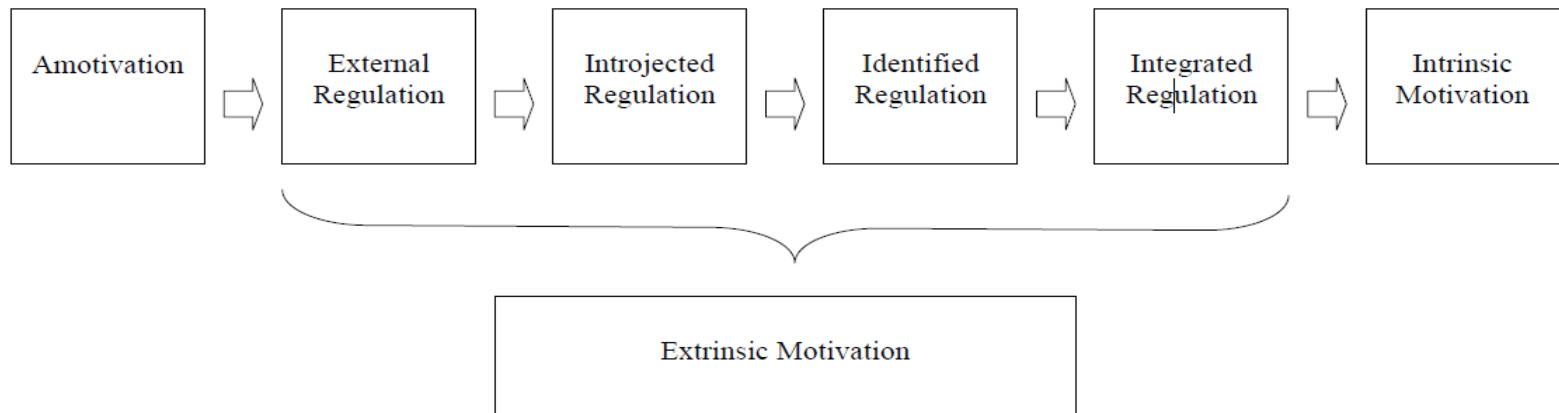 Amotivation
External
Regulation
Introjected
Regulation
Identified
Regulation
Integrated
Regulation
Intrinsic
Motivation
Extrinsic Motivation